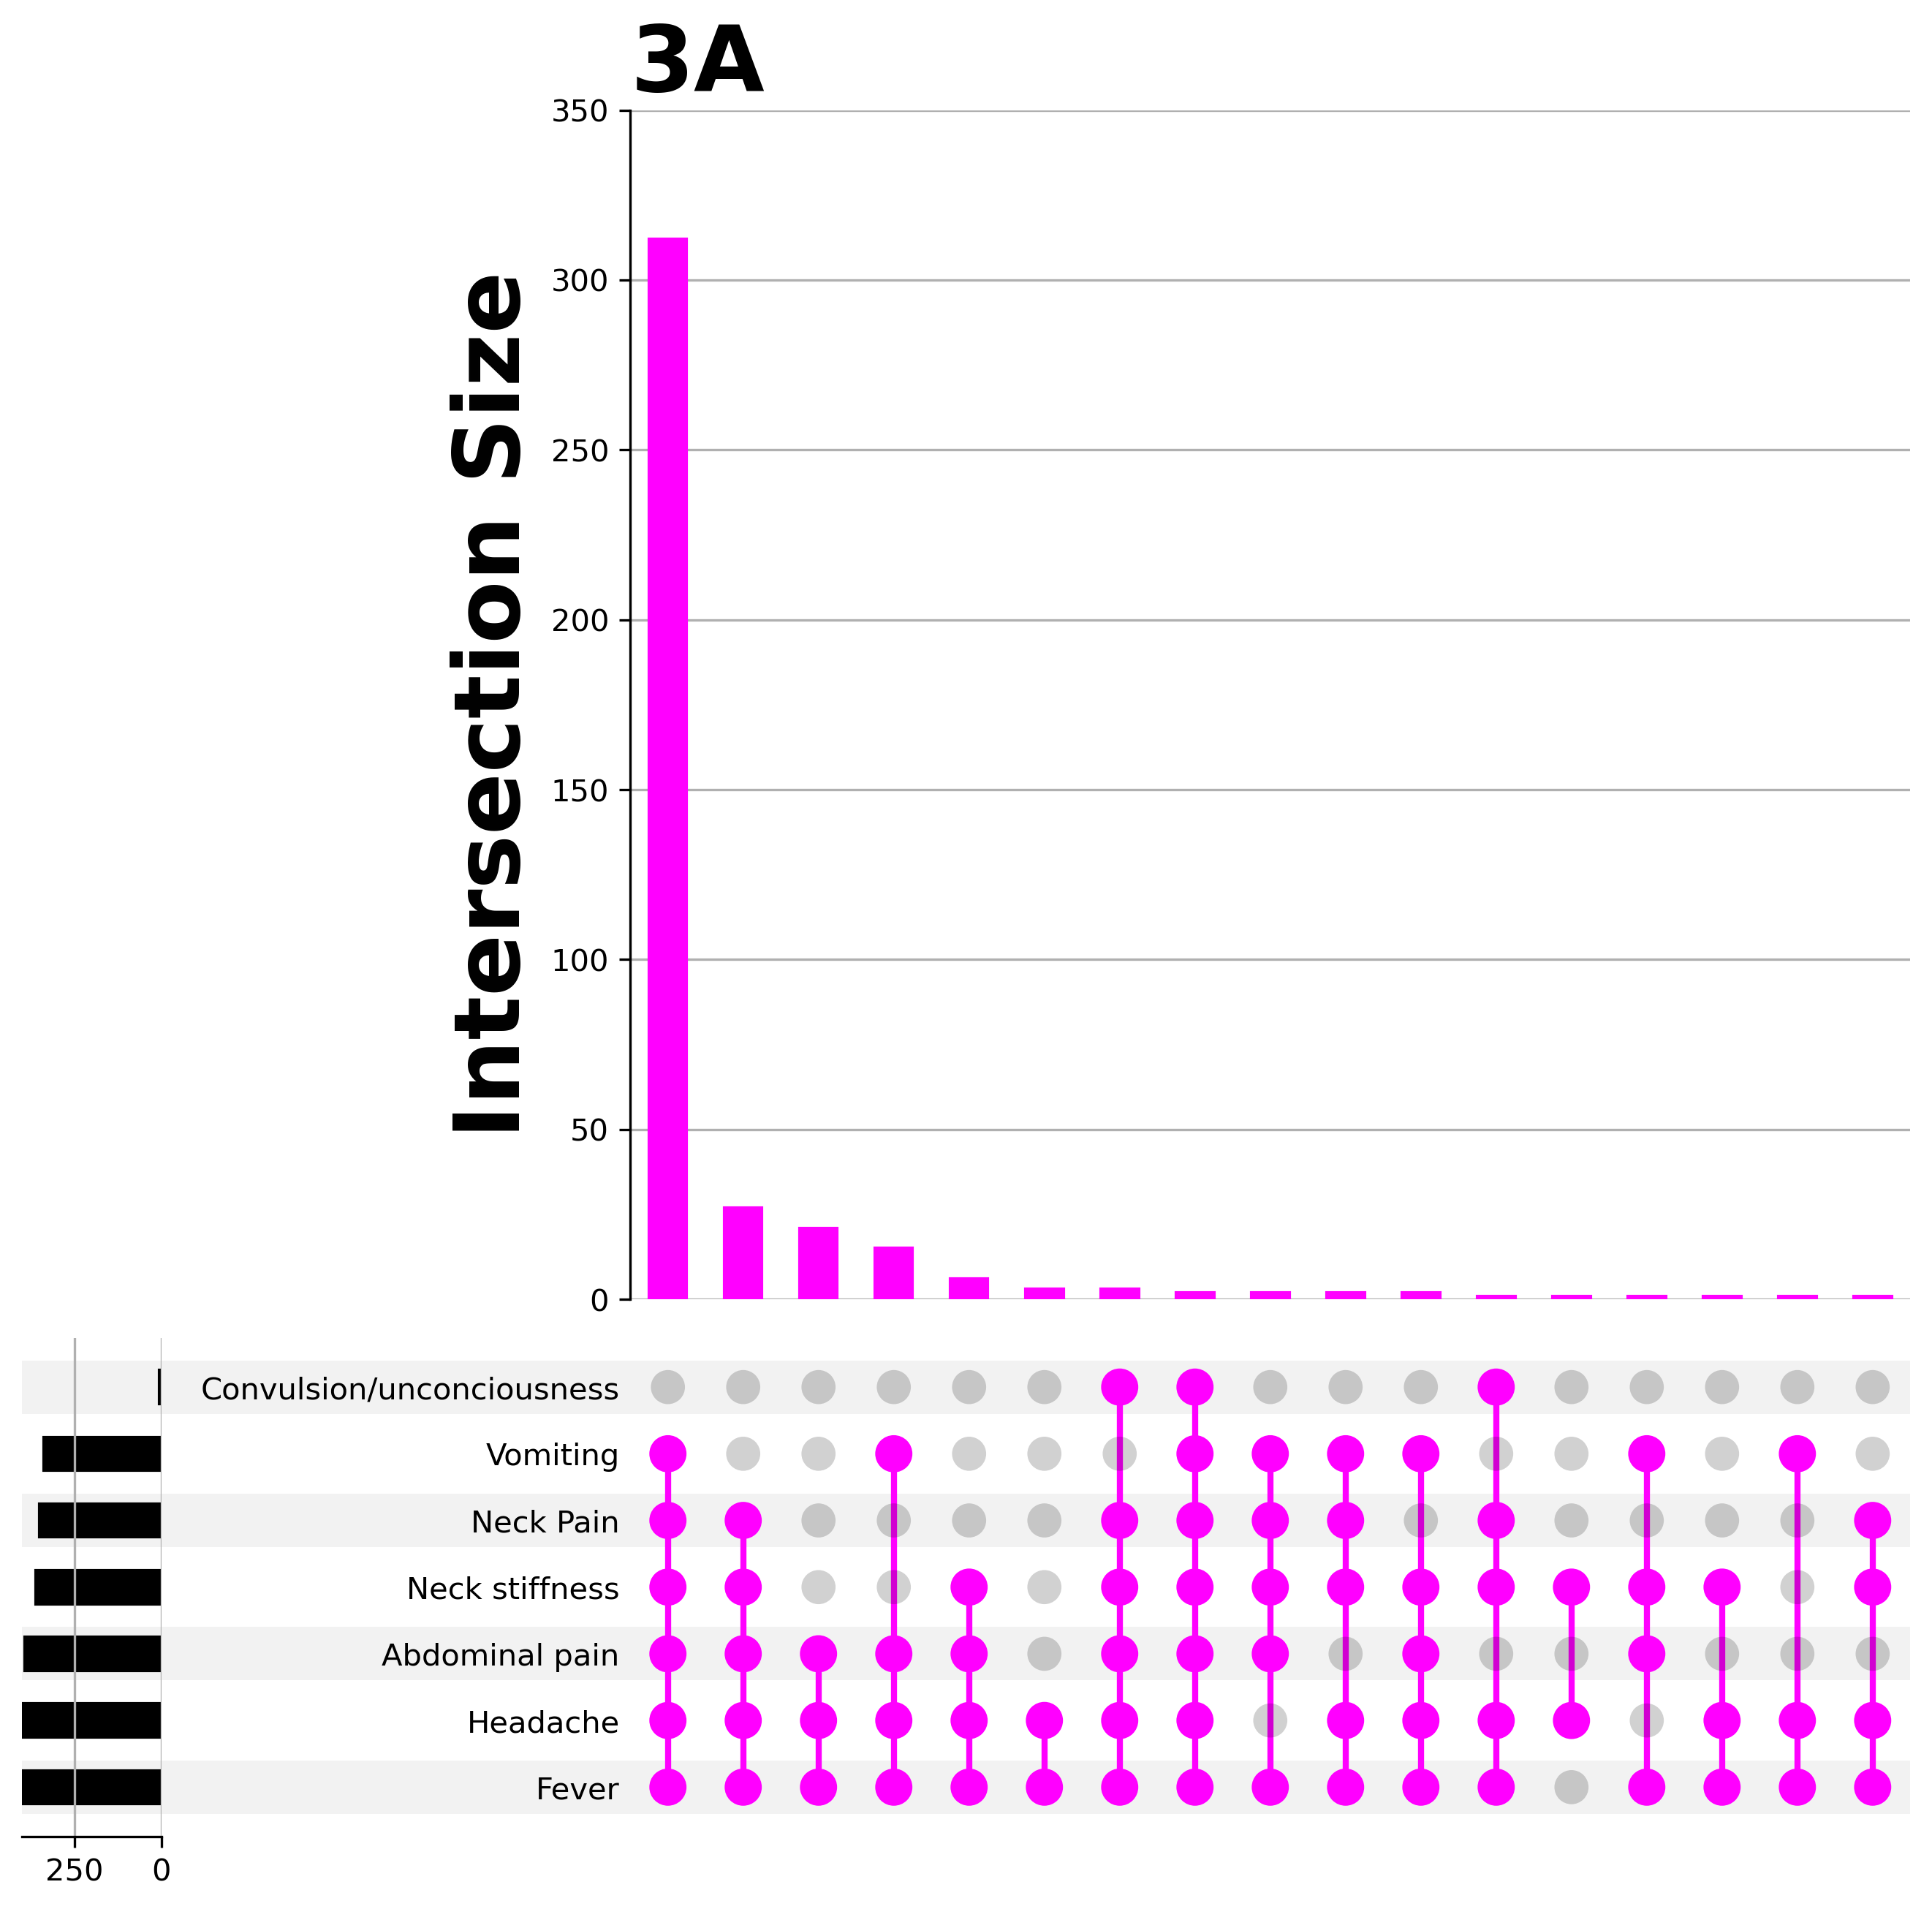 3A
Intersection Size
350
300
250
200
150
100
50
0
Convulsion/unconciousness
Vomiting
Neck Pain
Neck stiffness
Abdominal pain
Headache
Fever
250 0